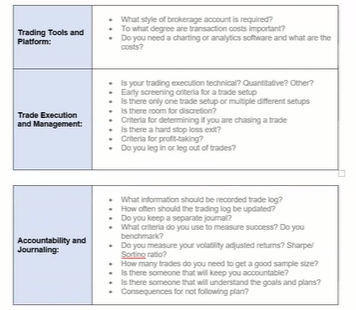 Trading Tools and
Platform:
What style of brokerage account is required?
To what degree are transaction costs important?
Do you need a charting or analytics software and what are the
costs?
Trade Execution
and Management:
Is your trading execution technical? Quantitative? Other?
Early screening criteria for a trade setup
Is there only one trade setup or multiple different setups
Is there room for discretion?
Criteria for determining if you are chasing a trade
Is there a hard stop loss exit?
Criteria for profit-taking?
Do you leg in or leg out of trades?
Accountability and
Journaling:
What information should be recorded trade log?
How often should the trading log be updated?
Do you keep a separate journal?
What criteria do you use to measure success? Do you
benchmark?
Do you measure your volatility adjusted returns? Sharpe/
Sortino ratio?
How many trades do you need to get a good sample size?
Is there someone that will keep you accountable?
Is there someone that will understand the goals and plans?
Consequences for not following plan?